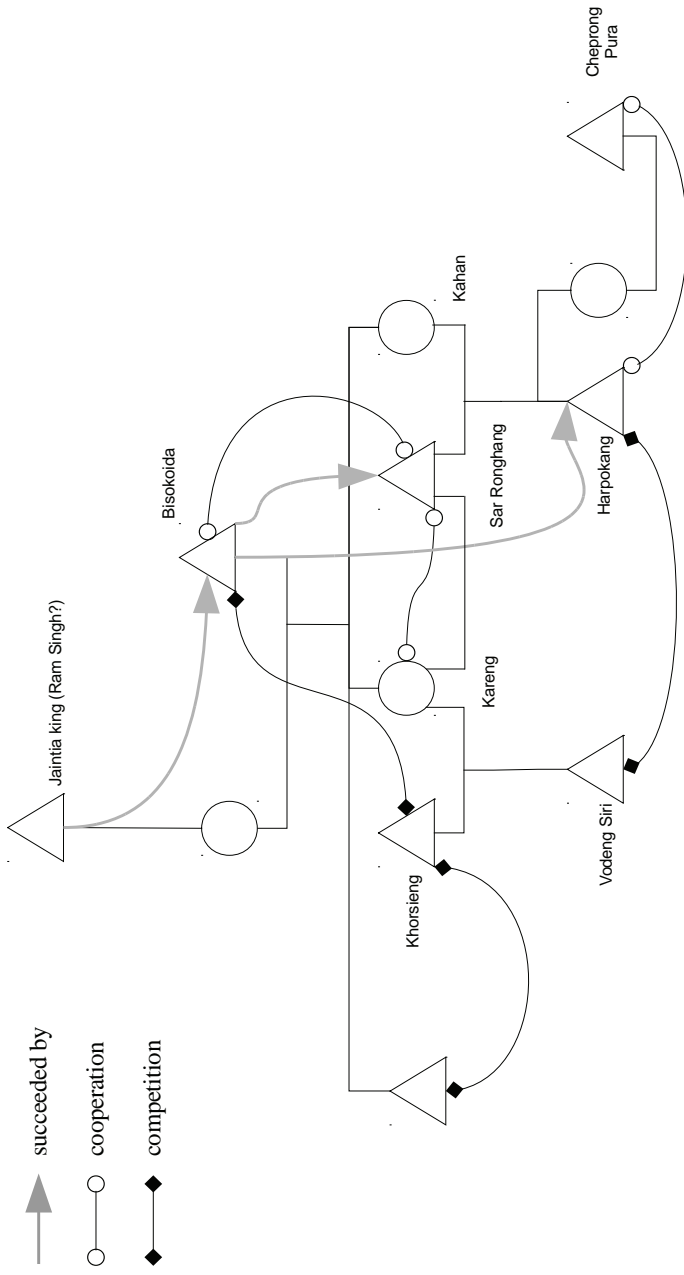 succeeded by
cooperation
competition
Jaintia king (Ram Singh?)
Bisokoida
Khorsieng
Kareng
Sar Ronghang
Kahan
Vodeng Siri
Harpokang
Cheprong
Pura